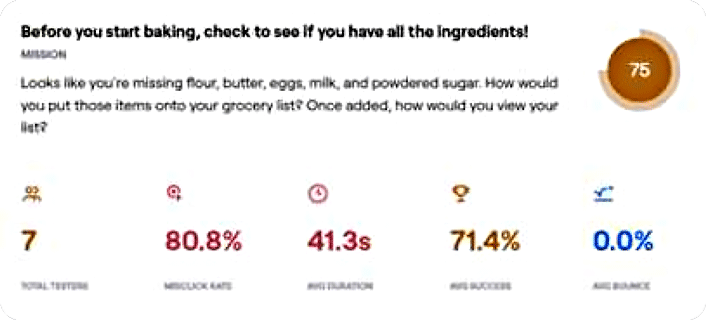 Before you start baking, check to see if you have all the ingredients!
MISSION
Looks like you're missing flour, butter, eggs, milk, and powdered sugar. How would
you put those items onto your grocery list? Once added, how would you view your
list?
75
7
80.8%
41.3s
71.4%
0.0%
TOTAL TESTERS
MISCLICK RATE
AVG DURATION
AVG SUCCESS
AVG BOUNCE